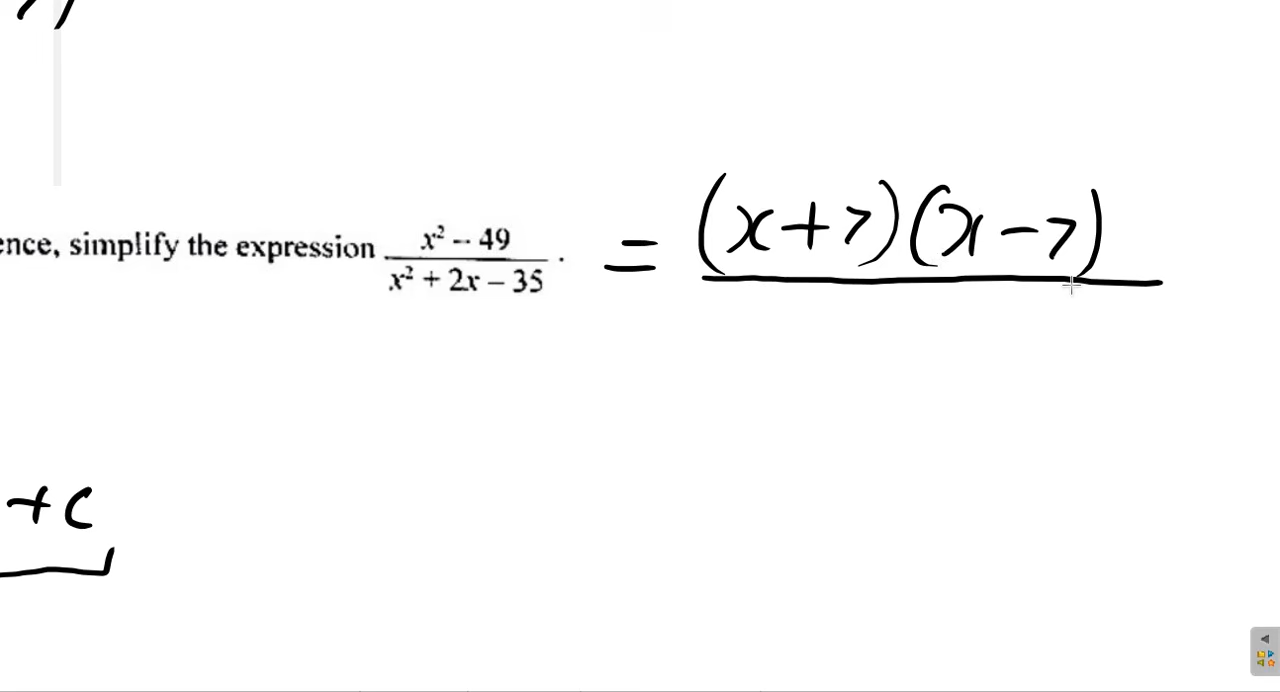 ence, simplify the expression (x² – 49)/(x² + 2x – 35) . = (x+7)(x-7)
+c